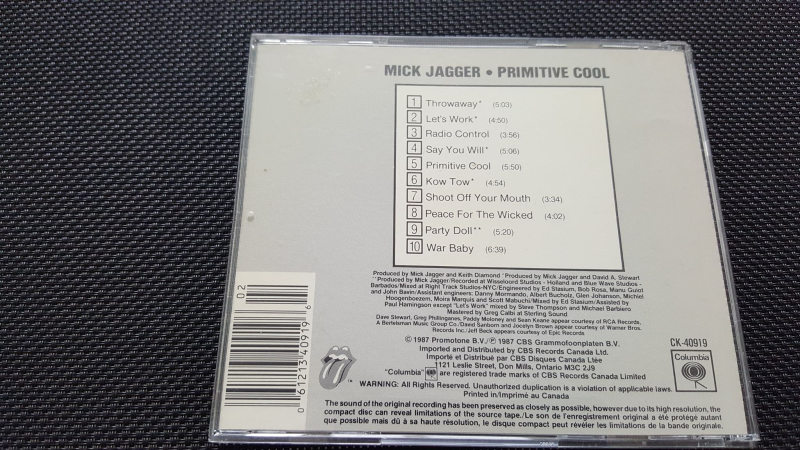 MICK JAGGER • PRIMITIVE COOL
1 Throwaway* (5:03)
2 Let's Work* (4:50)
3 Radio Control (3:56)
4 Say You Will* (5:06)
5 Primitive Cool (5:50)
6 Kow Tow* (4:54)
7 Shoot Off Your Mouth (3:34)
8 Peace For The Wicked (4:02)
9 Party Doll** (5:20)
10 War Baby (6:39)
Produced by Mick Jagger and Keith Diamond *Produced by Mick Jagger and David A. Stewart
**Produced by Mick Jagger/Recorded at Wisseloord Studios - Holland and Blue Wave Studios -
Barbados/Mixed at Right Track Studios-NYC/Engineered by Ed Stasium, Bob Rosa, Manu Guiot
and John Bavin/Assistant engineers: Danny Mormando, Albert Bucholz, Glen Johanson, Michiel
Hoogenboezem, Moira Marquis and Scott Mabuchi/Mixed by Ed Stasium/Assisted by
Paul Hamingson except "Let's Work" mixed by Steve Thompson and Michael Barbiero
Mastered by Greg Calbi at Sterling Sound
Dave Stewart, Greg Phillinganes, Paddy Moloney and Sean Keane appear courtesy of RCA Records,
A Bertelsman Music Group Co./David Sanborn and Jocelyn Brown appear courtesy of Warner Bros.
Records Inc./Jeff Beck appears courtesy of Epic Records
© 1987 Promotone B.V./℗ 1987 CBS Grammofoonplaten B.V.
Imported and Distributed by CBS Records Canada Ltd.
Importé et Distribué par CBS Disques Canada Ltée
1121 Leslie Street, Don Mills, Ontario M3C 2J9
"Columbia" are registered trade marks of CBS Records Canada Limited
WARNING: All Rights Reserved. Unauthorized duplication is a violation of applicable laws.
Printed in/Imprimé au Canada
The sound of the original recording has been preserved as closely as possible, however due to its high resolution, the
compact disc can reveal limitations of the source tape./Le son de l'enregistrement original a été protégé autant
que possible mais dû à sa haute résolution, le disque compact peut révéler les limitations de la bande originale.
CK-40919
Columbia
02
0 61213/40919 6